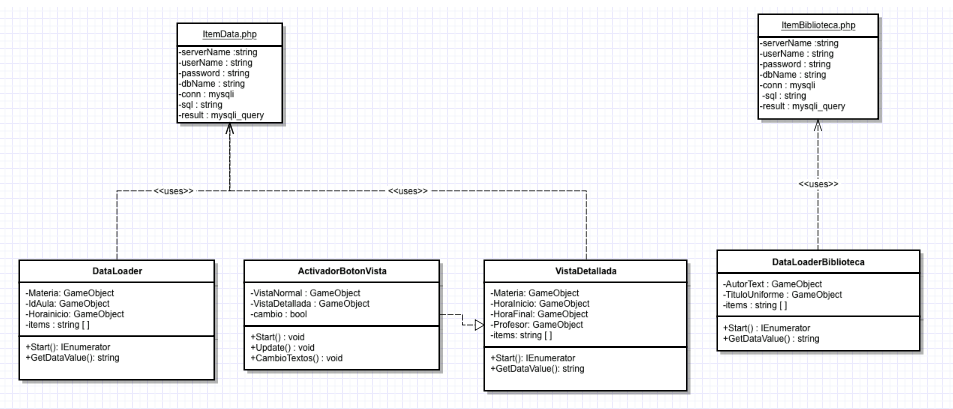 ItemData.php
-serverName :string
-userName : string
-password : string
-dbName : string
-conn : mysqli
-sql : string
-result : mysqli_query
ItemBiblioteca.php
-serverName :string
-userName : string
-password : string
-dbName : string
-conn : mysqli
-sql : string
-result : mysqli_query
<<uses>>
<<uses>>
<<uses>>
DataLoader
-Materia: GameObject
-IdAula: GameObject
-Horainicio: GameObject
-items : string [ ]
+Start(): IEnumerator
+GetDataValue(): string
ActivadorBotonVista
-VistaNormal : GameObject
-VistaDetallada : GameObject
-cambio : bool
+Start() : void
+Update() : void
+CambioTextos() : void
VistaDetallada
-Materia: GameObject
-HoraInicio: GameObject
-HoraFinal: GameObject
-Profesor: GameObject
-items: string [ ]
+Start(): IEnumerator
+GetDataValue(): string
DataLoaderBiblioteca
-AutorText : GameObject
-TituloUniforme : GameObject
-items : string [ ]
+Start() : IEnumerator
+GetDataValue() : string